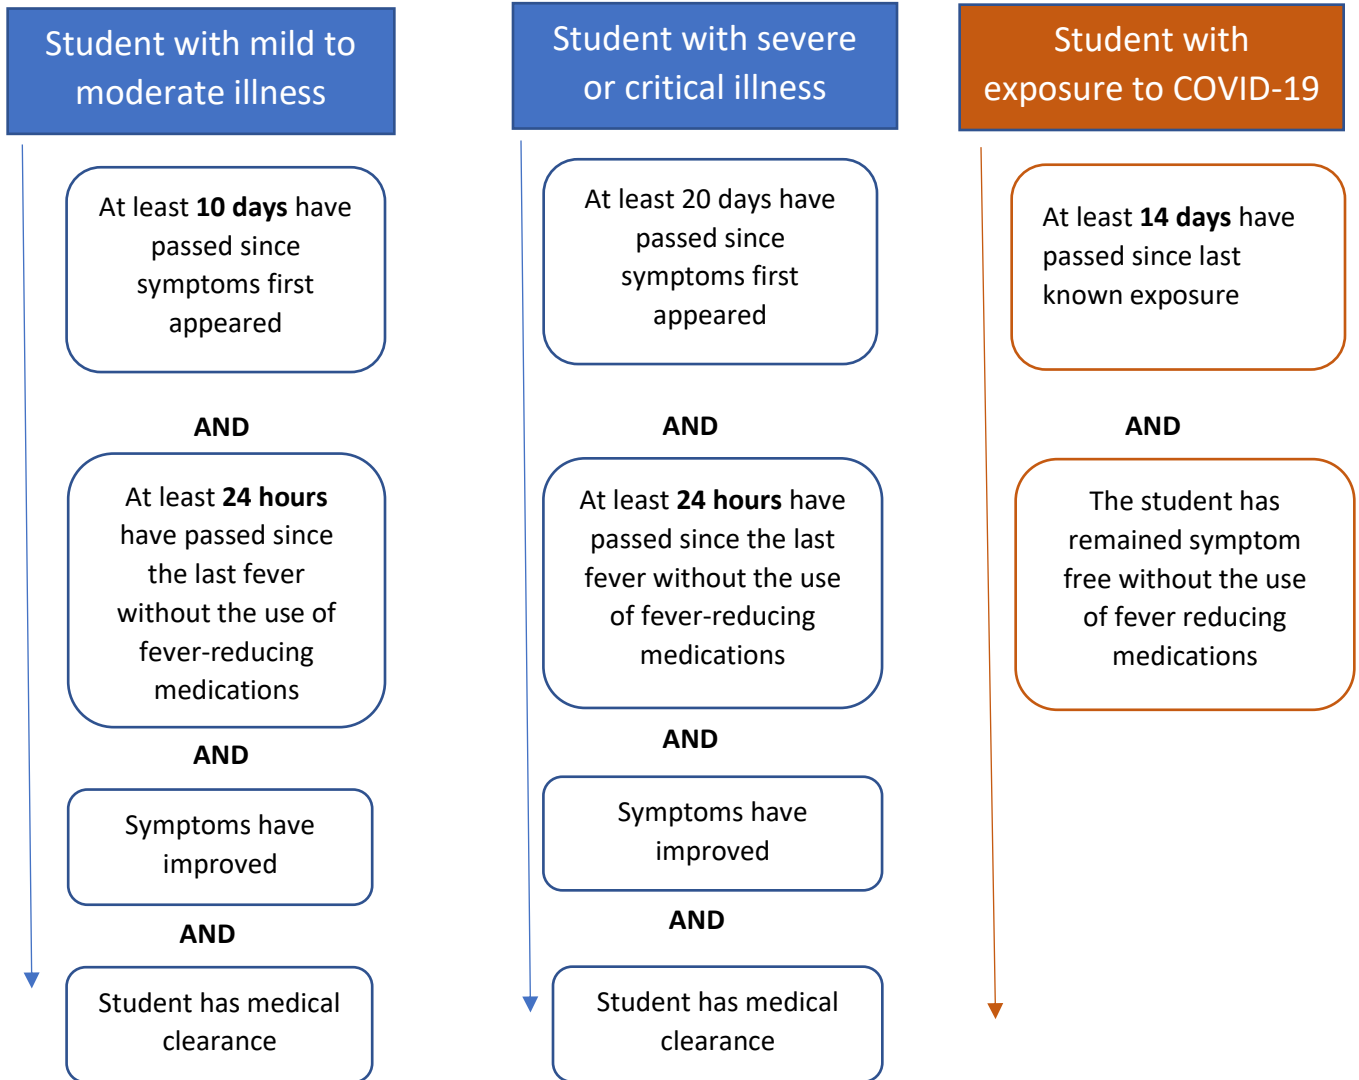 Student with mild to
moderate illness
At least 10 days have
passed since
symptoms first
appeared
AND
At least 24 hours
have passed since
the last fever
without the use of
fever-reducing
medications
AND
Symptoms have
improved
AND
Student has medical
clearance
Student with severe
or critical illness
At least 20 days have
passed since
symptoms first
appeared
AND
At least 24 hours have
passed since the last
fever without the use
of fever-reducing
medications
AND
Symptoms have
improved
AND
Student has medical
clearance
Student with
exposure to COVID-19
At least 14 days have
passed since last
known exposure
AND
The student has
remained symptom
free without the use
of fever reducing
medications